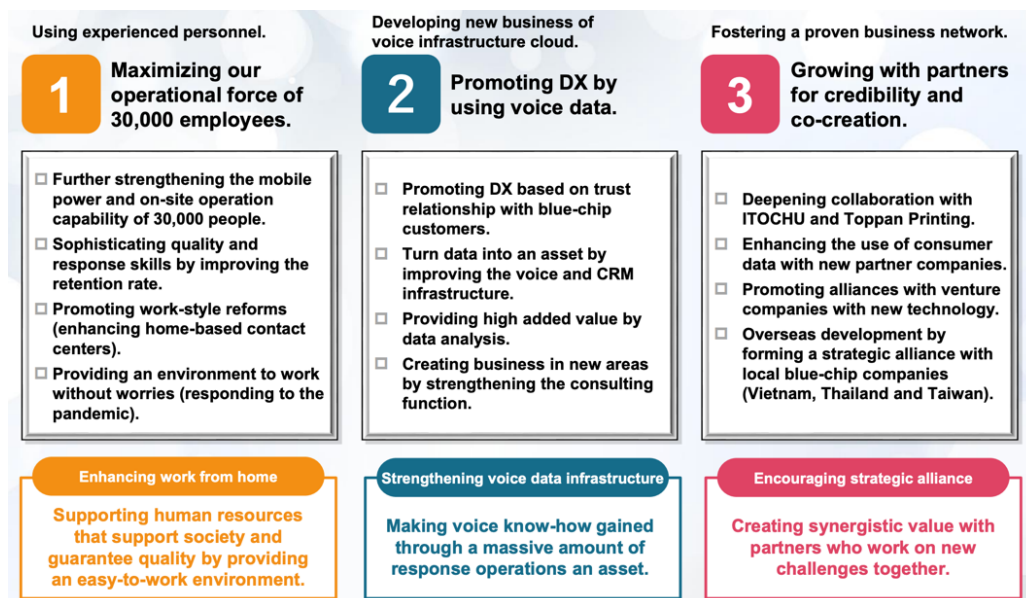 Using experienced personnel.
1
Maximizing our
operational force of
30,000 employees.
Further strengthening the mobile
power and on-site operation
capability of 30,000 people.
Sophisticating quality and
response skills by improving the
retention rate.
Promoting work-style reforms
(enhancing home-based contact
centers).
Providing an environment to work
without worries (responding to the
pandemic).
Enhancing work from home
Supporting human resources
that support society and
guarantee quality by providing
an easy-to-work environment.
Developing new business of
voice infrastructure cloud.
2
Promoting DX by
using voice data.
Promoting DX based on trust
relationship with blue-chip
customers.
Turn data into an asset by
improving the voice and CRM
infrastructure.
Providing high added value by
data analysis.
Creating business in new areas
by strengthening the consulting
function.
Strengthening voice data infrastructure
Making voice know-how gained
through a massive amount of
response operations an asset.
Fostering a proven business network.
3
Growing with partners
for credibility and
co-creation.
Deepening collaboration with
ITOCHU and Toppan Printing.
Enhancing the use of consumer
data with new partner companies.
Promoting alliances with venture
companies with new technology.
Overseas development by
forming a strategic alliance with
local blue-chip companies
(Vietnam, Thailand and Taiwan).
Encouraging strategic alliance
Creating synergistic value with
partners who work on new
challenges together.